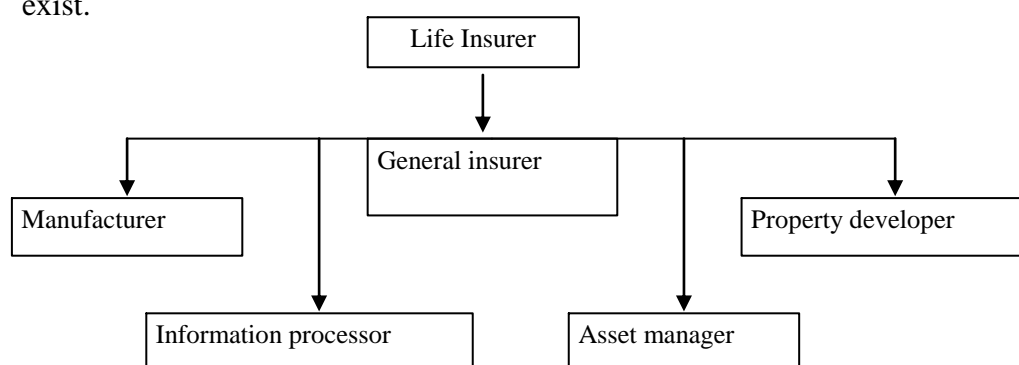 exist.
Life Insurer
General insurer
Manufacturer
Property developer
Information processor
Asset manager